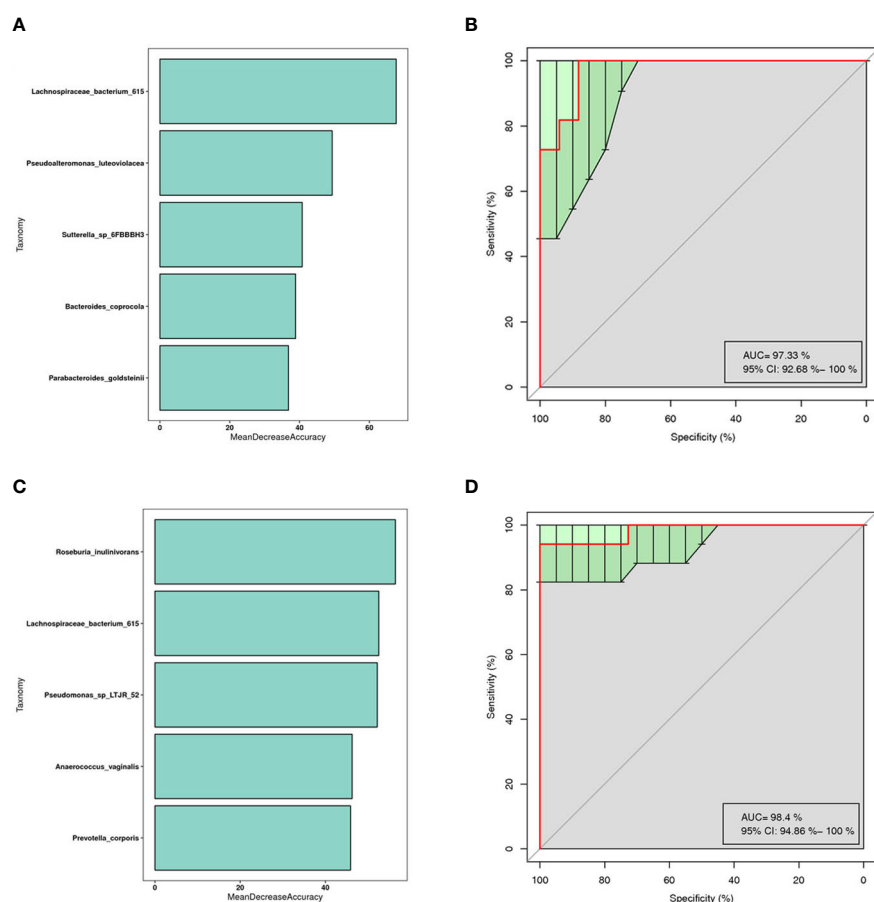 A
Lachnospiraceae_bacterium_615
Pseudoalteromonas_luteoviolacea
Sutterella_sp_6FBBBH3
Bacteroides_coprocola
Parabacteroides_goldsteinii
Taxnomy
0 20 40 60
MeanDecreaseAccuracy
B
100
80
60
40
20
0
Sensitivity (%)
AUC= 97.33 %
95% CI: 92.68 %– 100 %
100 80 60 40 20 0
Specificity (%)
C
Roseburia_inulinivorans
Lachnospiraceae_bacterium_615
Pseudomonas_sp_LTJR_52
Anaerococcus_vaginalis
Prevotella_corporis
Taxnomy
0 20 40
MeanDecreaseAccuracy
D
100
80
60
40
20
0
Sensitivity (%)
AUC= 98.4 %
95% CI: 94.86 %– 100 %
100 80 60 40 20 0
Specificity (%)